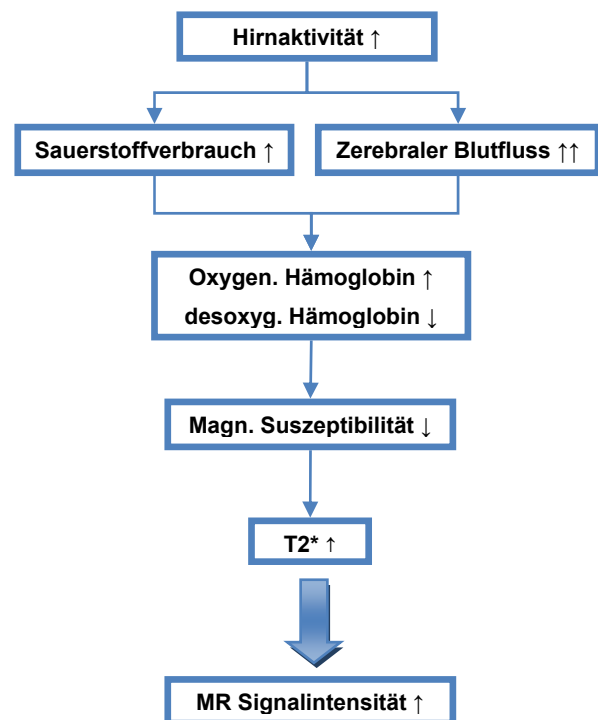 Hirnaktivität ↑
Sauerstoffverbrauch ↑
Zerebraler Blutfluss ↑↑
Oxygen. Hämoglobin ↑
desoxyg. Hämoglobin ↓
Magn. Suszeptibilität ↓
T2* ↑
MR Signalintensität ↑